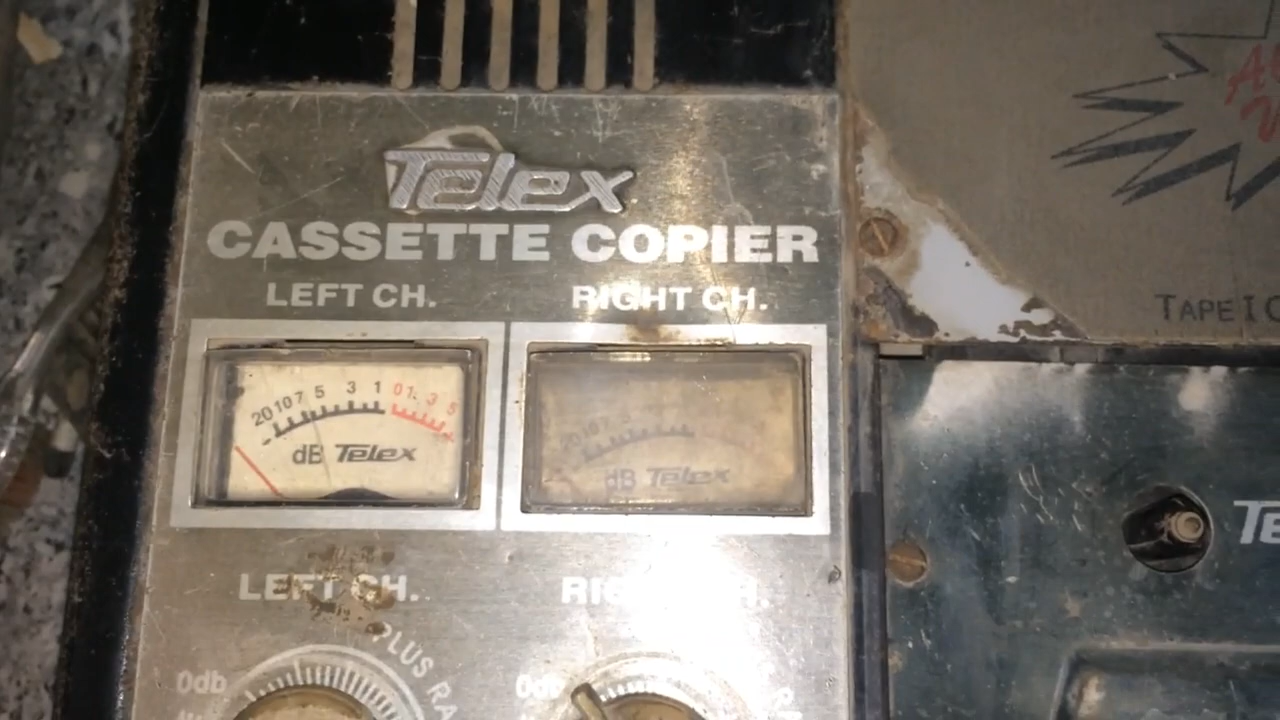 Telex
CASSETTE COPIER
LEFT CH. RIGHT CH.
20 10 7 5 3 1 0 1 3 5
dB Telex
dB Telex
LEFT CH.
PLUS
0db
0db
TAPE